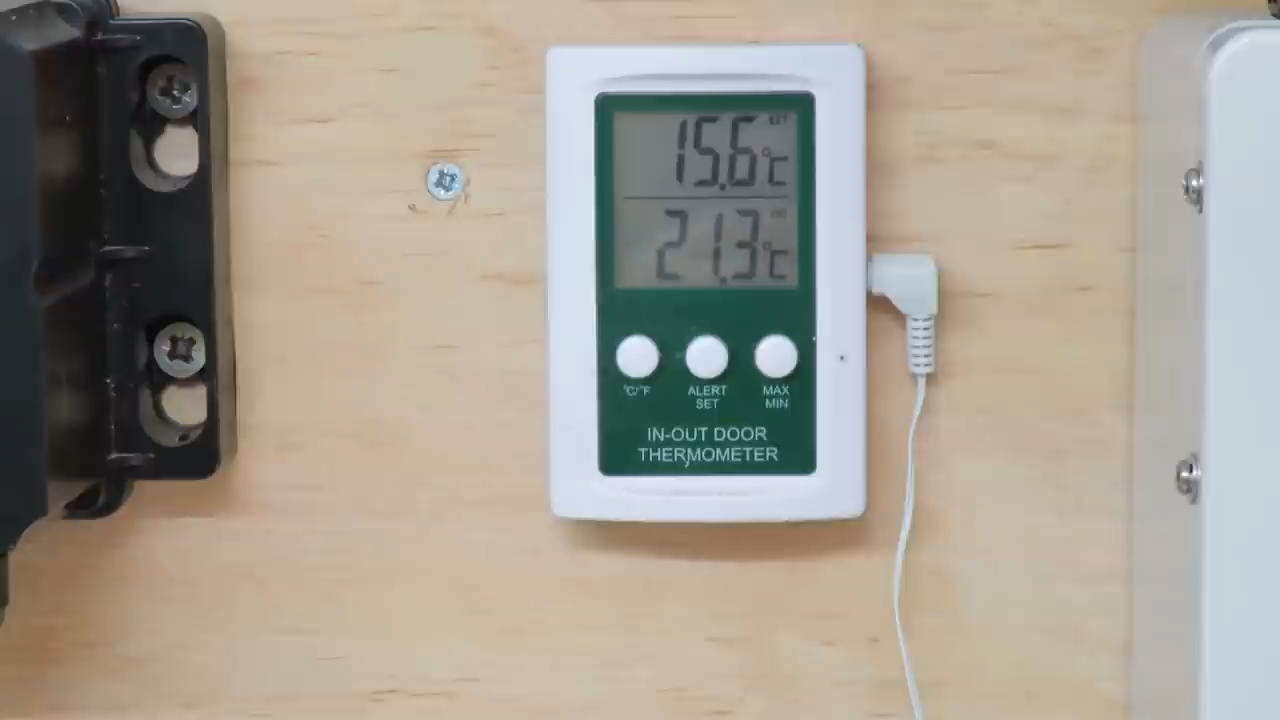 15.6°C
21.3°C
°C/°F
ALERT
SET
MAX
MIN
IN-OUT DOOR
THERMOMETER